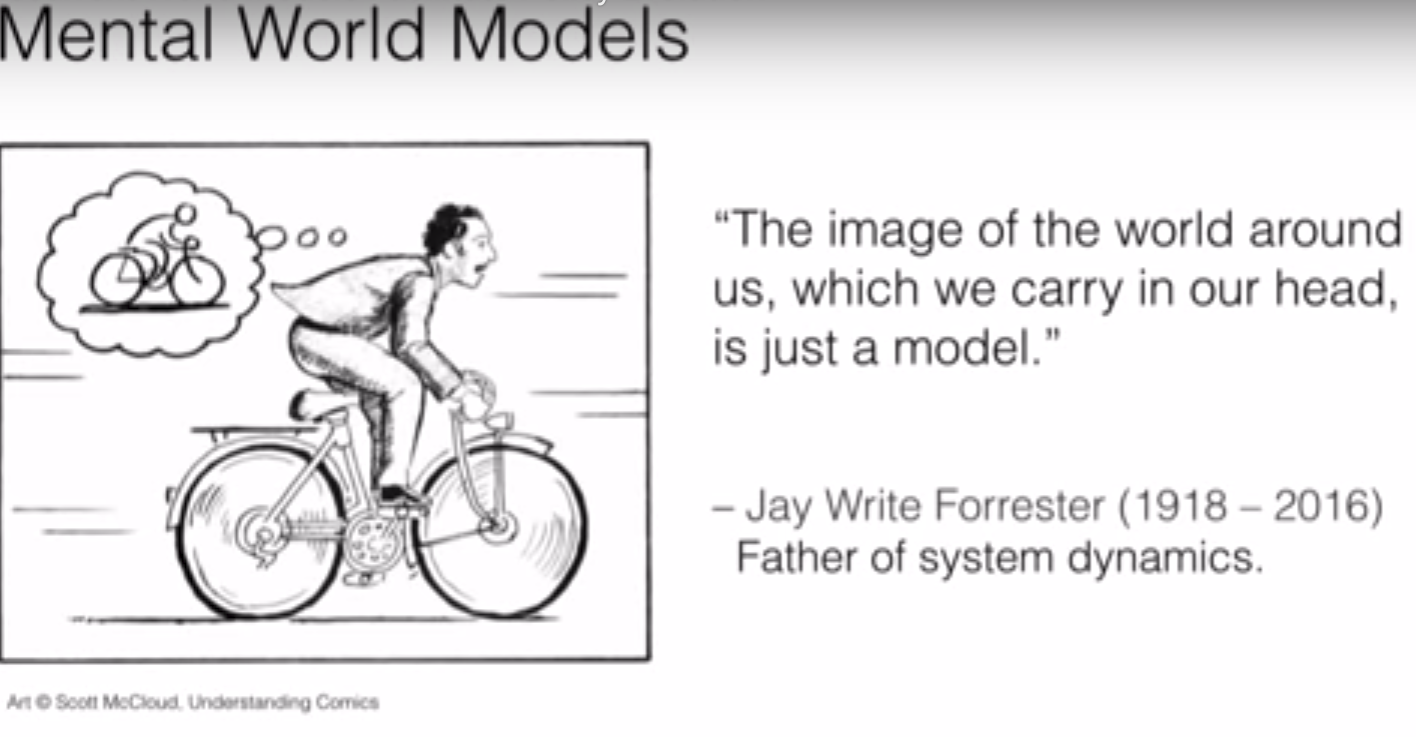 Mental World Models
“The image of the world around
us, which we carry in our head,
is just a model.”
– Jay Write Forrester (1918 – 2016)
Father of system dynamics.
Art © Scott McCloud, Understanding Comics